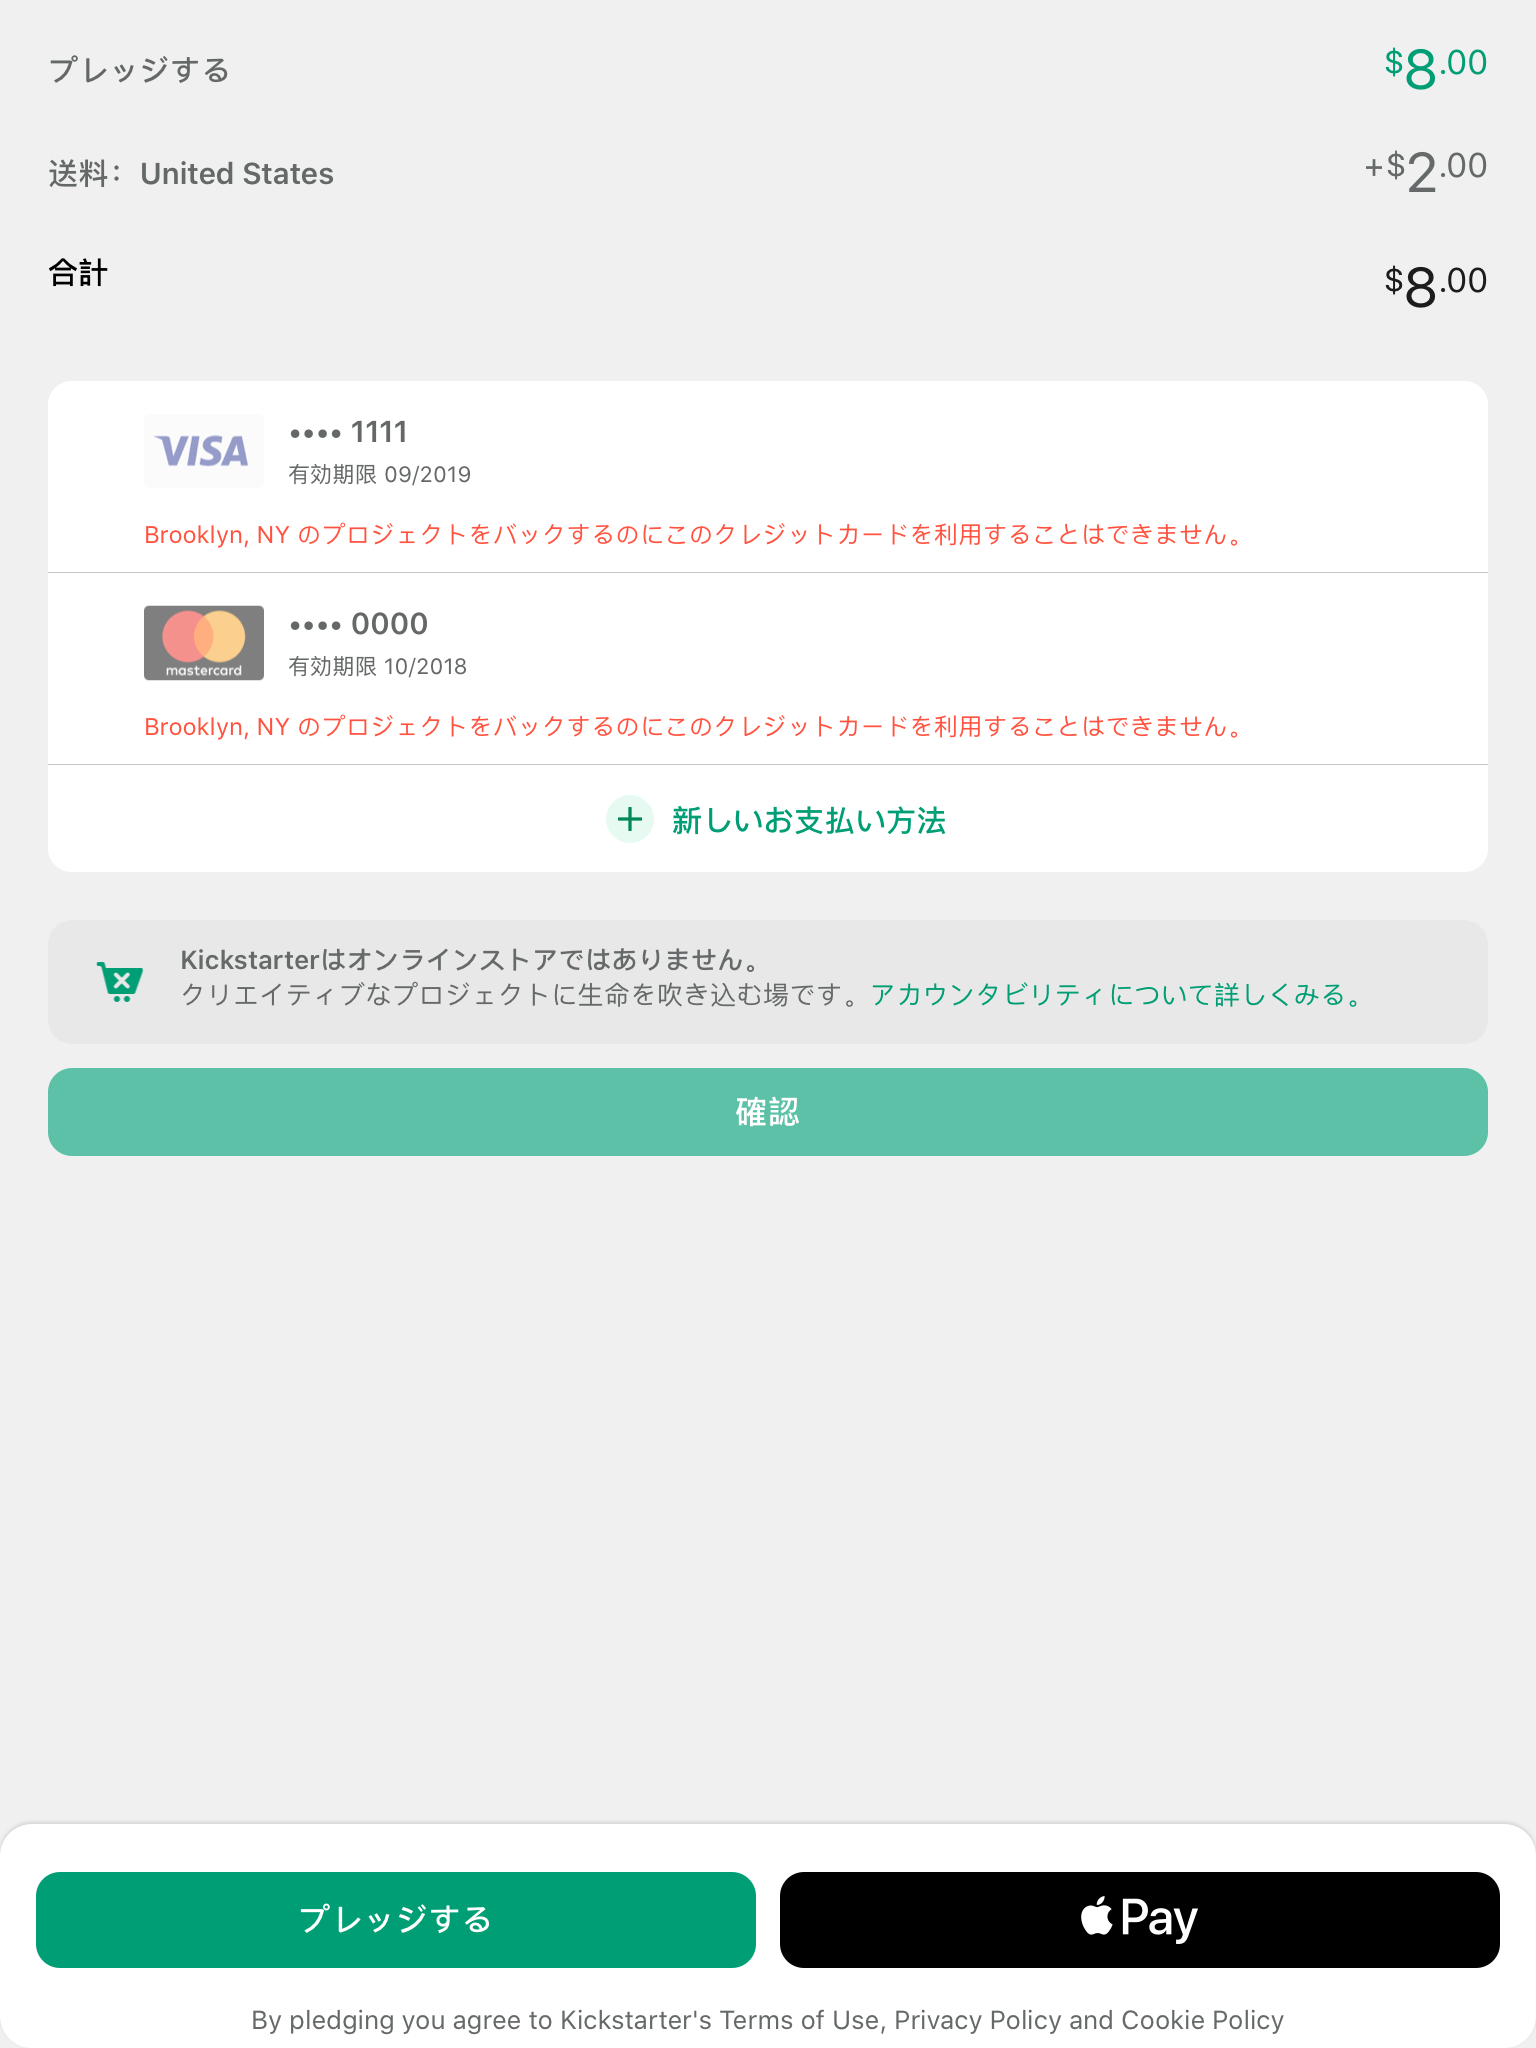 プレッジする
$8.00
送料： United States
+$2.00
合計
$8.00
VISA
•••• 1111
有効期限 09/2019
Brooklyn, NY のプロジェクトをバックするのにこのクレジットカードを利用することはできません。
mastercard
•••• 0000
有効期限 10/2018
Brooklyn, NY のプロジェクトをバックするのにこのクレジットカードを利用することはできません。
新しいお支払い方法
Kickstarterはオンラインストアではありません。
クリエイティブなプロジェクトに生命を吹き込む場です。アカウンタビリティについて詳しくみる。
確認
プレッジする
Pay
By pledging you agree to Kickstarter's Terms of Use, Privacy Policy and Cookie Policy